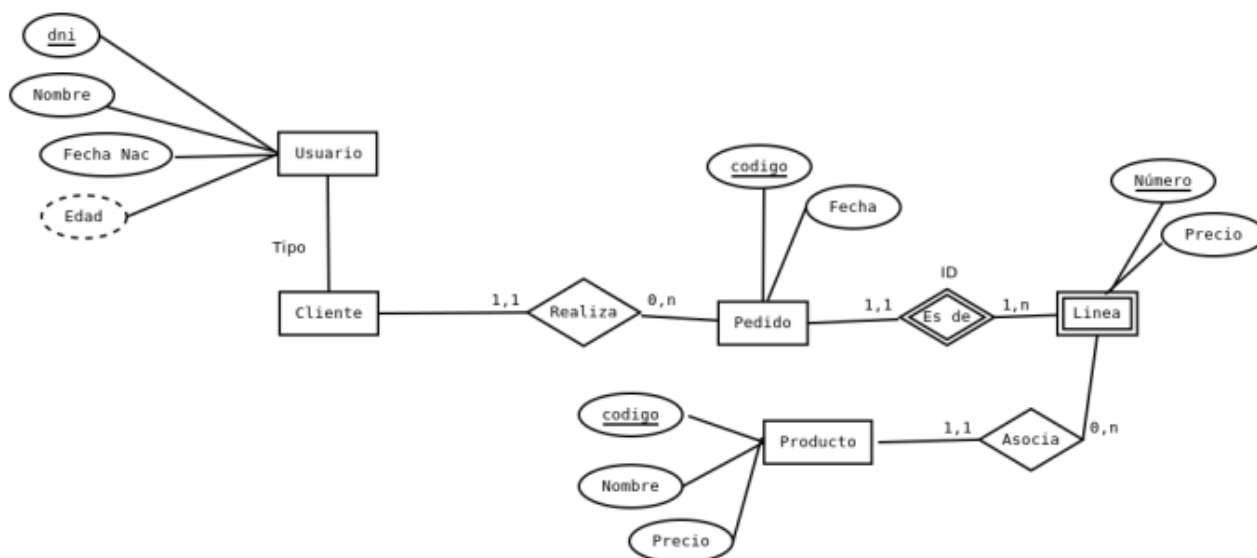 dni
Nombre
Fecha Nac
Edad
Usuario
Tipo
Cliente
1,1
Realiza
0,n
codigo
Fecha
Pedido
1,1
ID
Es de
1,n
Número
Precio
Linea
codigo
Nombre
Precio
Producto
1,1
Asocia
0,n